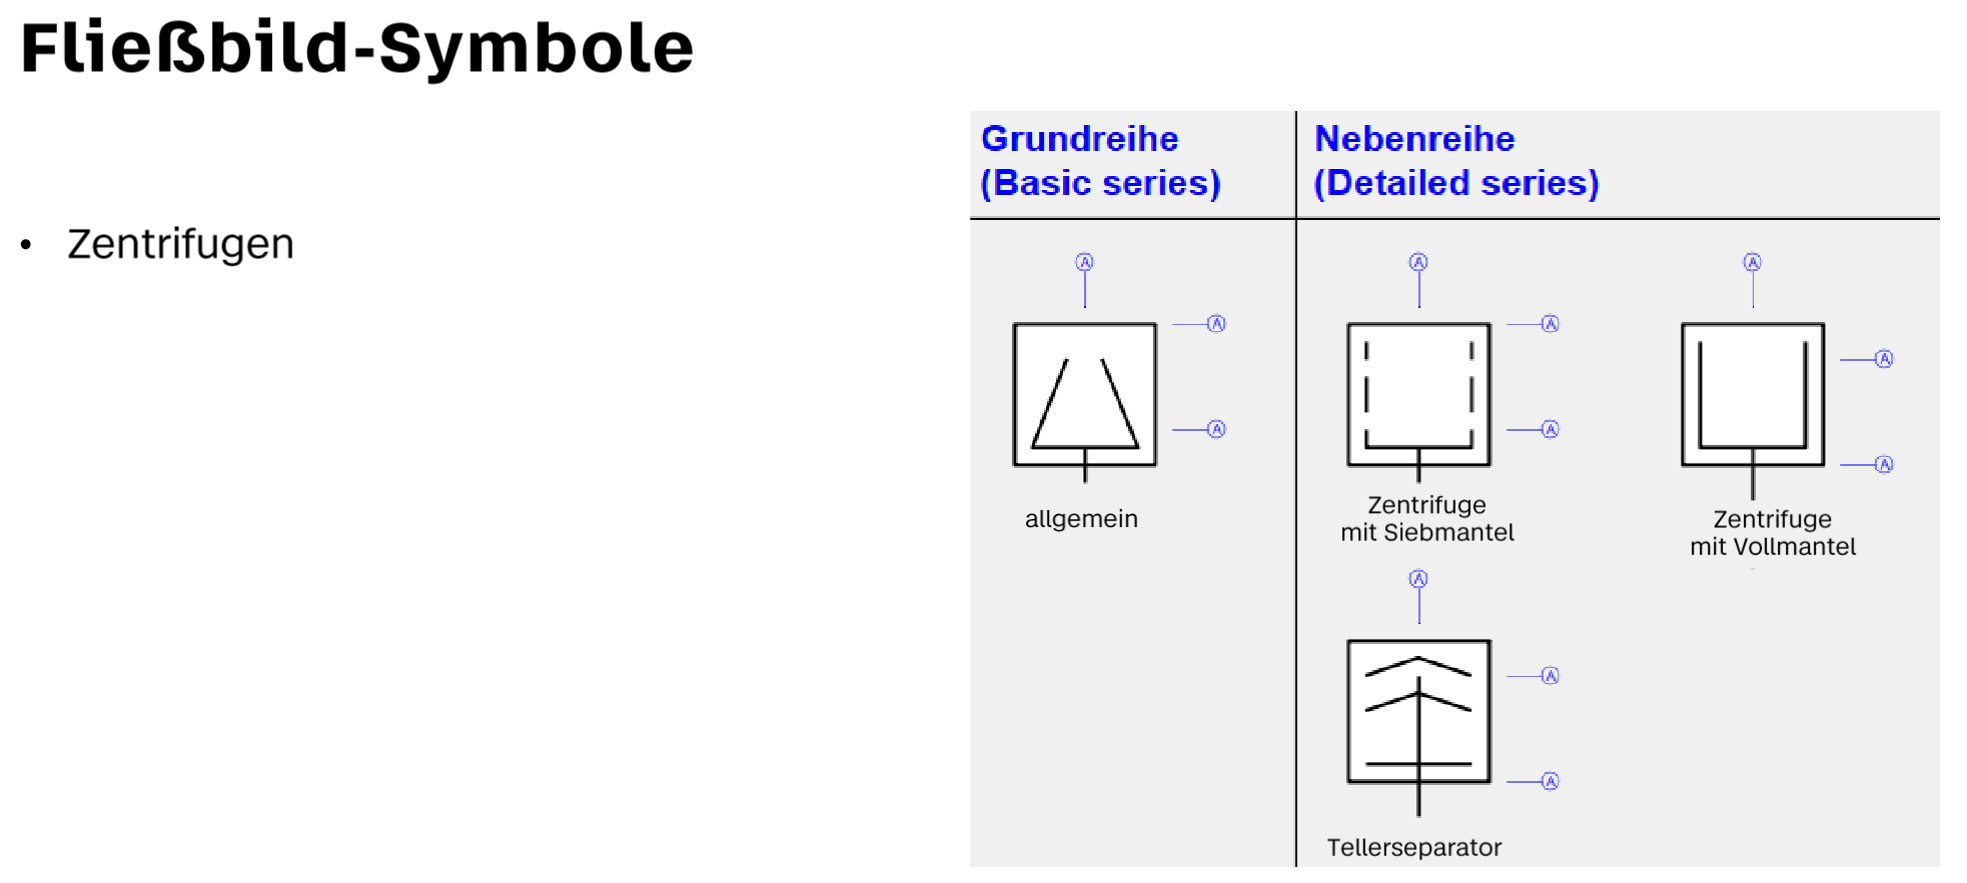 Fließbild-Symbole
• Zentrifugen
Grundreihe
(Basic series)
Nebenreihe
(Detailed series)
A
A
A
allgemein
A
A
A
Zentrifuge
mit Siebmantel
A
A
A
Zentrifuge
mit Vollmantel
A
A
A
Tellerseparator